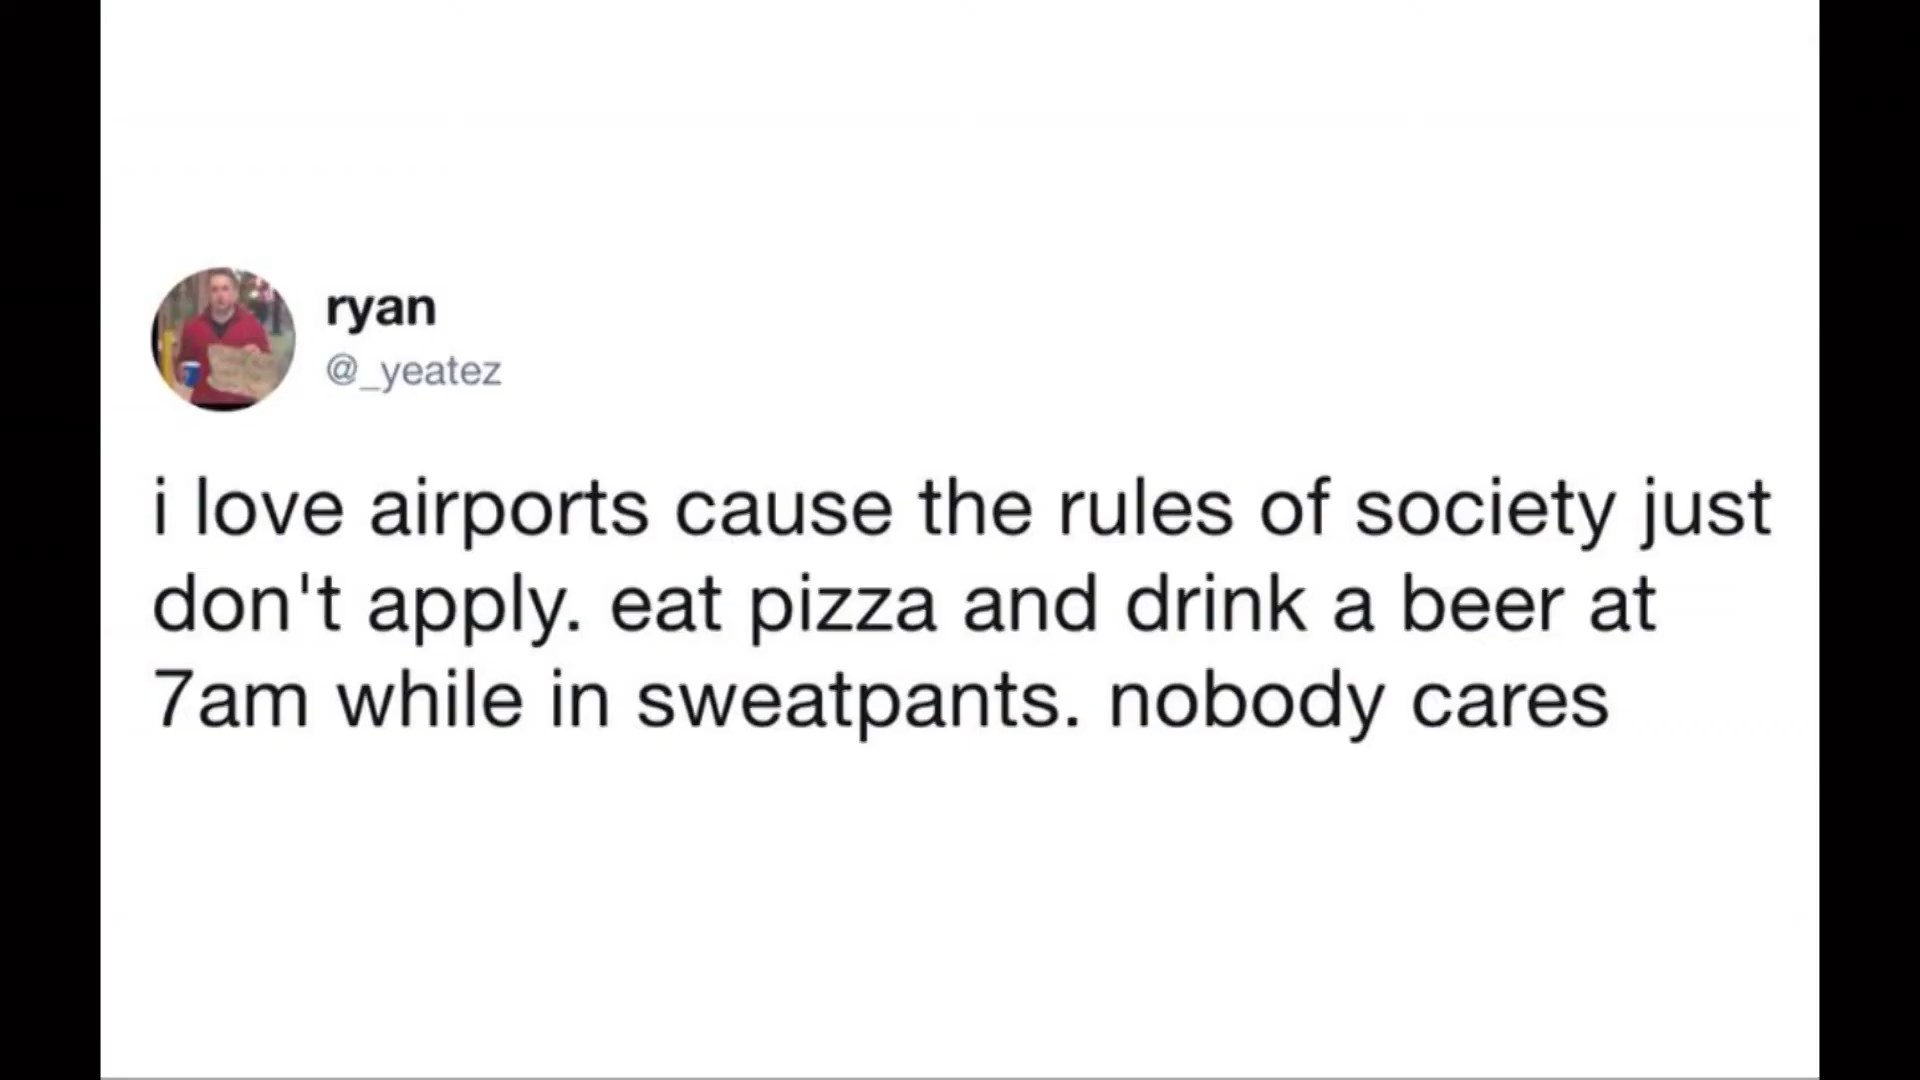 ryan
@_yeatez
i love airports cause the rules of society just
don't apply. eat pizza and drink a beer at
7am while in sweatpants. nobody cares